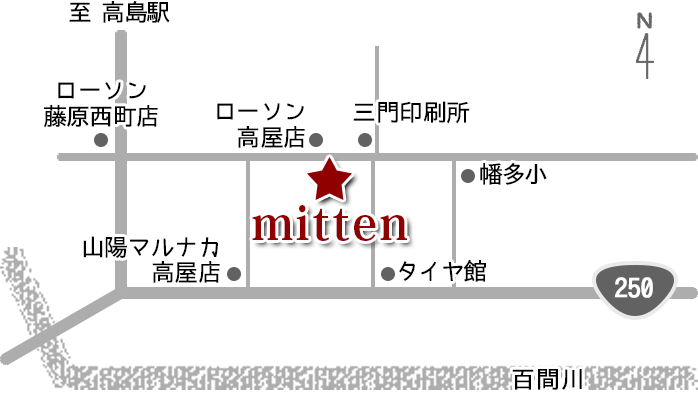 至 高島駅
N
ローソン
藤原西町店
ローソン
高屋店
三門印刷所
幡多小
mitten
山陽マルナカ
高屋店
タイヤ館
250
百間川